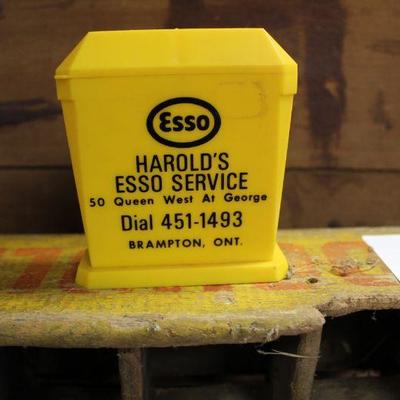 Esso
HAROLD'S
ESSO SERVICE
50 Queen West At George
Dial 451-1493
BRAMPTON, ONT.